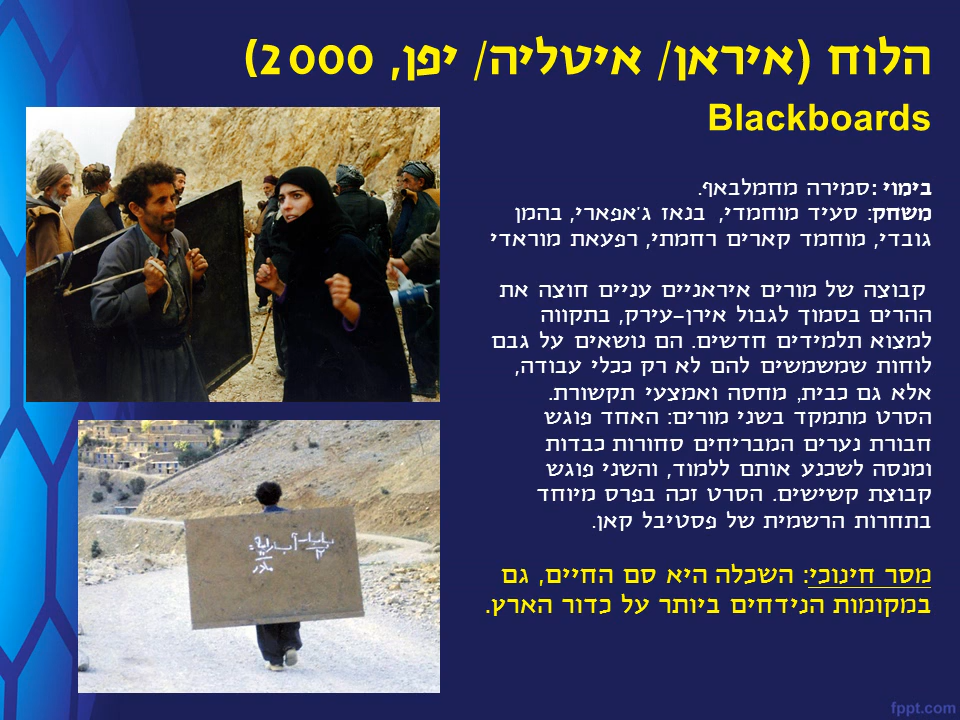 הלוח (איראן/ איטליה/ יפן, 2000)
Blackboards
בימוי :סמירה מחמלבאף.
משחק: סעיד מוחמדי, בנאז ג'אפארי, בהמן
גובדי, מוחמד קארים רחמתי, רפעאת מוראדי
קבוצה של מורים איראניים עניים חוצה את
ההרים בסמוך לגבול אירן-עירק, בתקווה
למצוא תלמידים חדשים. הם נושאים על גבם
לוחות שמשמשים להם לא רק ככלי עבודה,
אלא גם כבית, מחסה ואמצעי תקשורת.
הסרט מתמקד בשני מורים: האחד פוגש
חבורת נערים המבריחים סחורות כבדות
ומנסה לשכנע אותם ללמוד, והשני פוגש
קבוצת קשישים. הסרט זכה בפרס מיוחד
בתחרות הרשמית של פסטיבל קאן.
מסר חינוכי: השכלה היא סם החיים, גם
במקומות הנידחים ביותר על כדור הארץ.
fppt.com